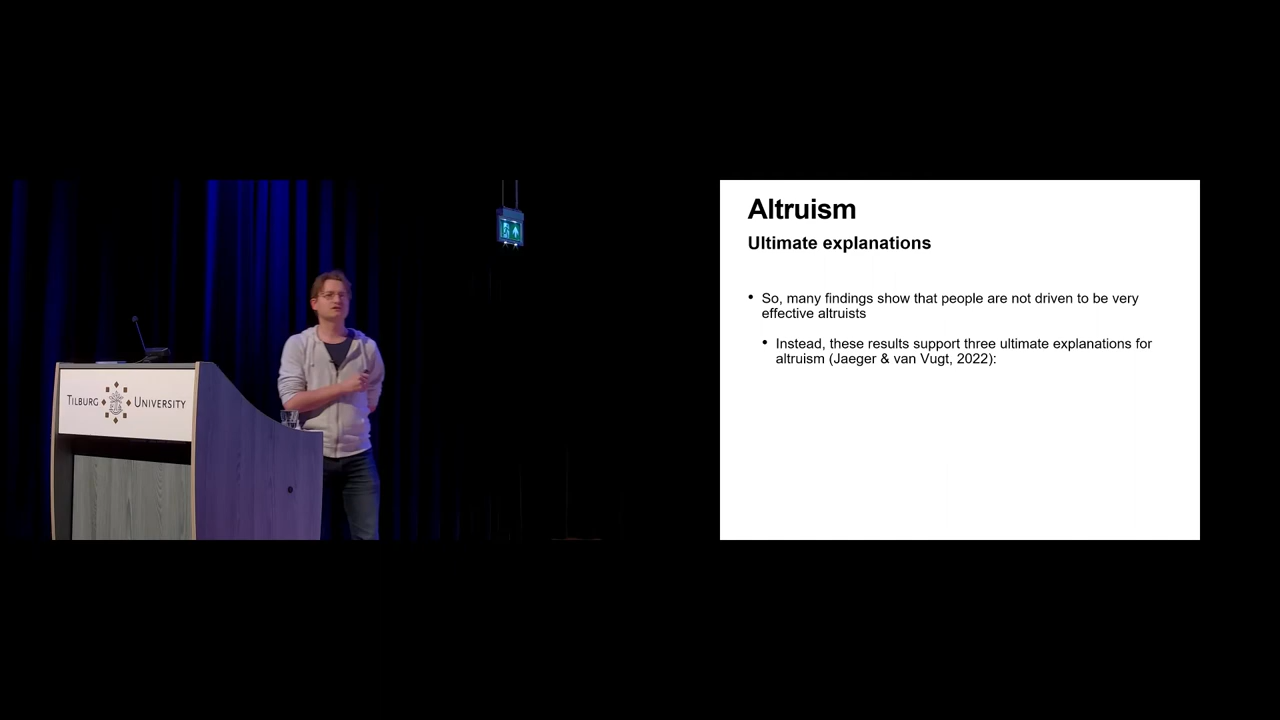 TILBURG UNIVERSITY
Altruism
Ultimate explanations
• So, many findings show that people are not driven to be very
effective altruists
• Instead, these results support three ultimate explanations for
altruism (Jaeger & van Vugt, 2022):